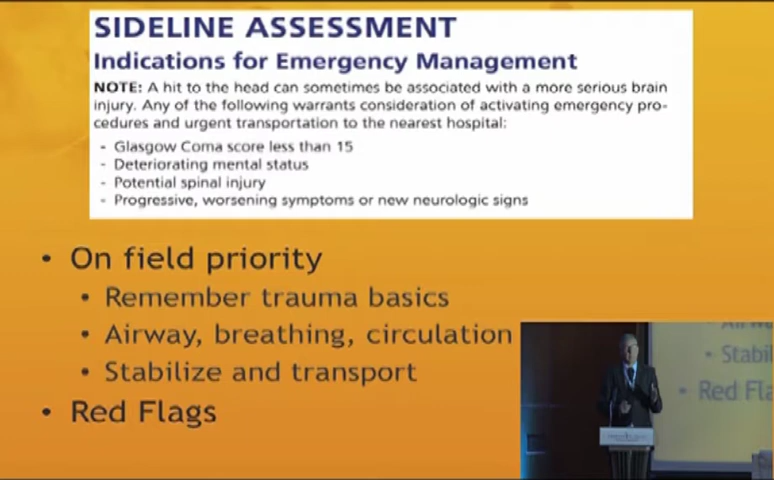 SIDELINE ASSESSMENT
Indications for Emergency Management
NOTE: A hit to the head can sometimes be associated with a more serious brain
injury. Any of the following warrants consideration of activating emergency pro-
cedures and urgent transportation to the nearest hospital:
- Glasgow Coma score less than 15
- Deteriorating mental status
- Potential spinal injury
- Progressive, worsening symptoms or new neurologic signs
• On field priority
• Remember trauma basics
• Airway, breathing, circulation
• Stabilize and transport
• Red Flags
• Stabil
• Red Fla